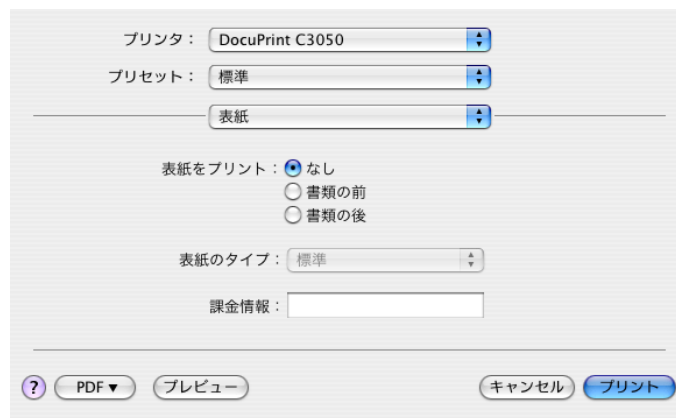 プリンタ： DocuPrint C3050
プリセット： 標準
表紙
表紙をプリント： なし
書類の前
書類の後
表紙のタイプ： 標準
課金情報：
? PDF▼ プレビュー キャンセル プリント